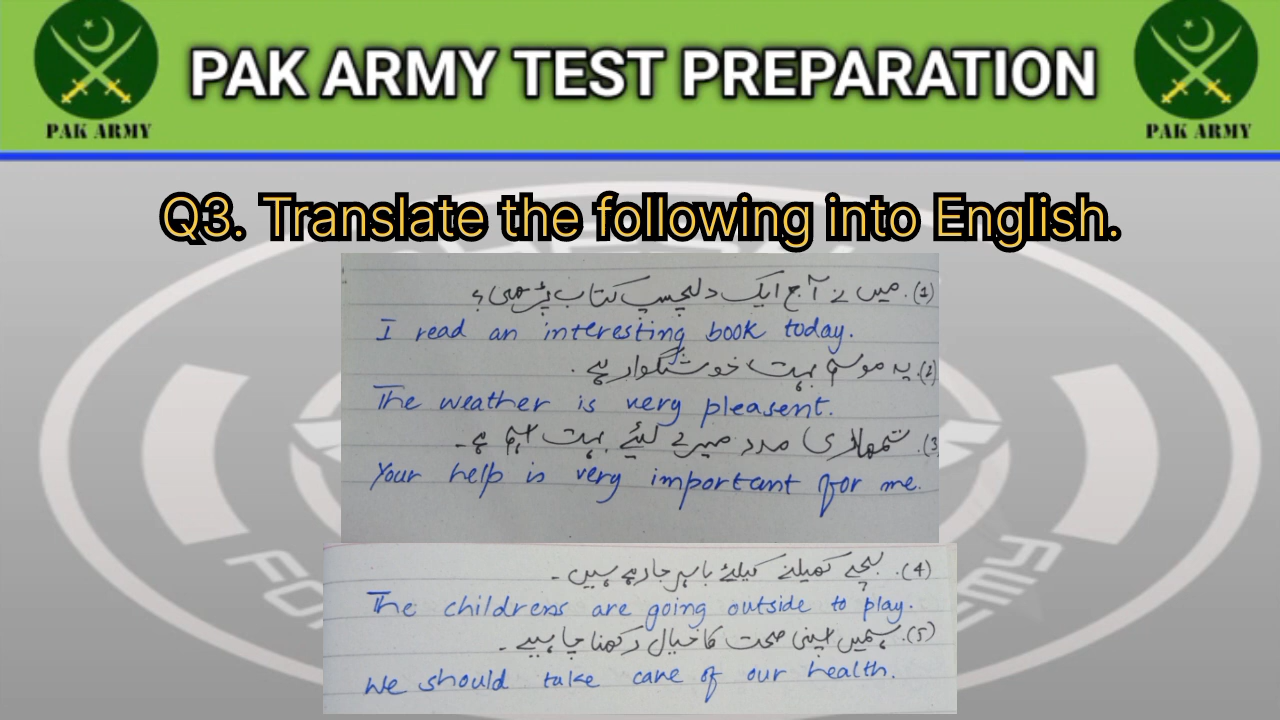 PAK ARMY TEST PREPARATION
PAK ARMY
PAK ARMY
Q3. Translate the following into English.
(1). میں نے آج ایک دلچسپ کتاب پڑھی؟
I read an interesting book today.
(2). یہ موسم بہت خوشگوار ہے.
The weather is very pleasent.
(3. تمھاری مدد میرے لیئے بہت اہم ہے۔
Your help is very important for me.
(4). بچے کھیلنے کیلئے باہر جا رہے ہیں۔
The childrens are going outside to play.
(5). ہمیں اپنی صحت کا خیال رکھنا چاہیے۔
We should take care of our health.